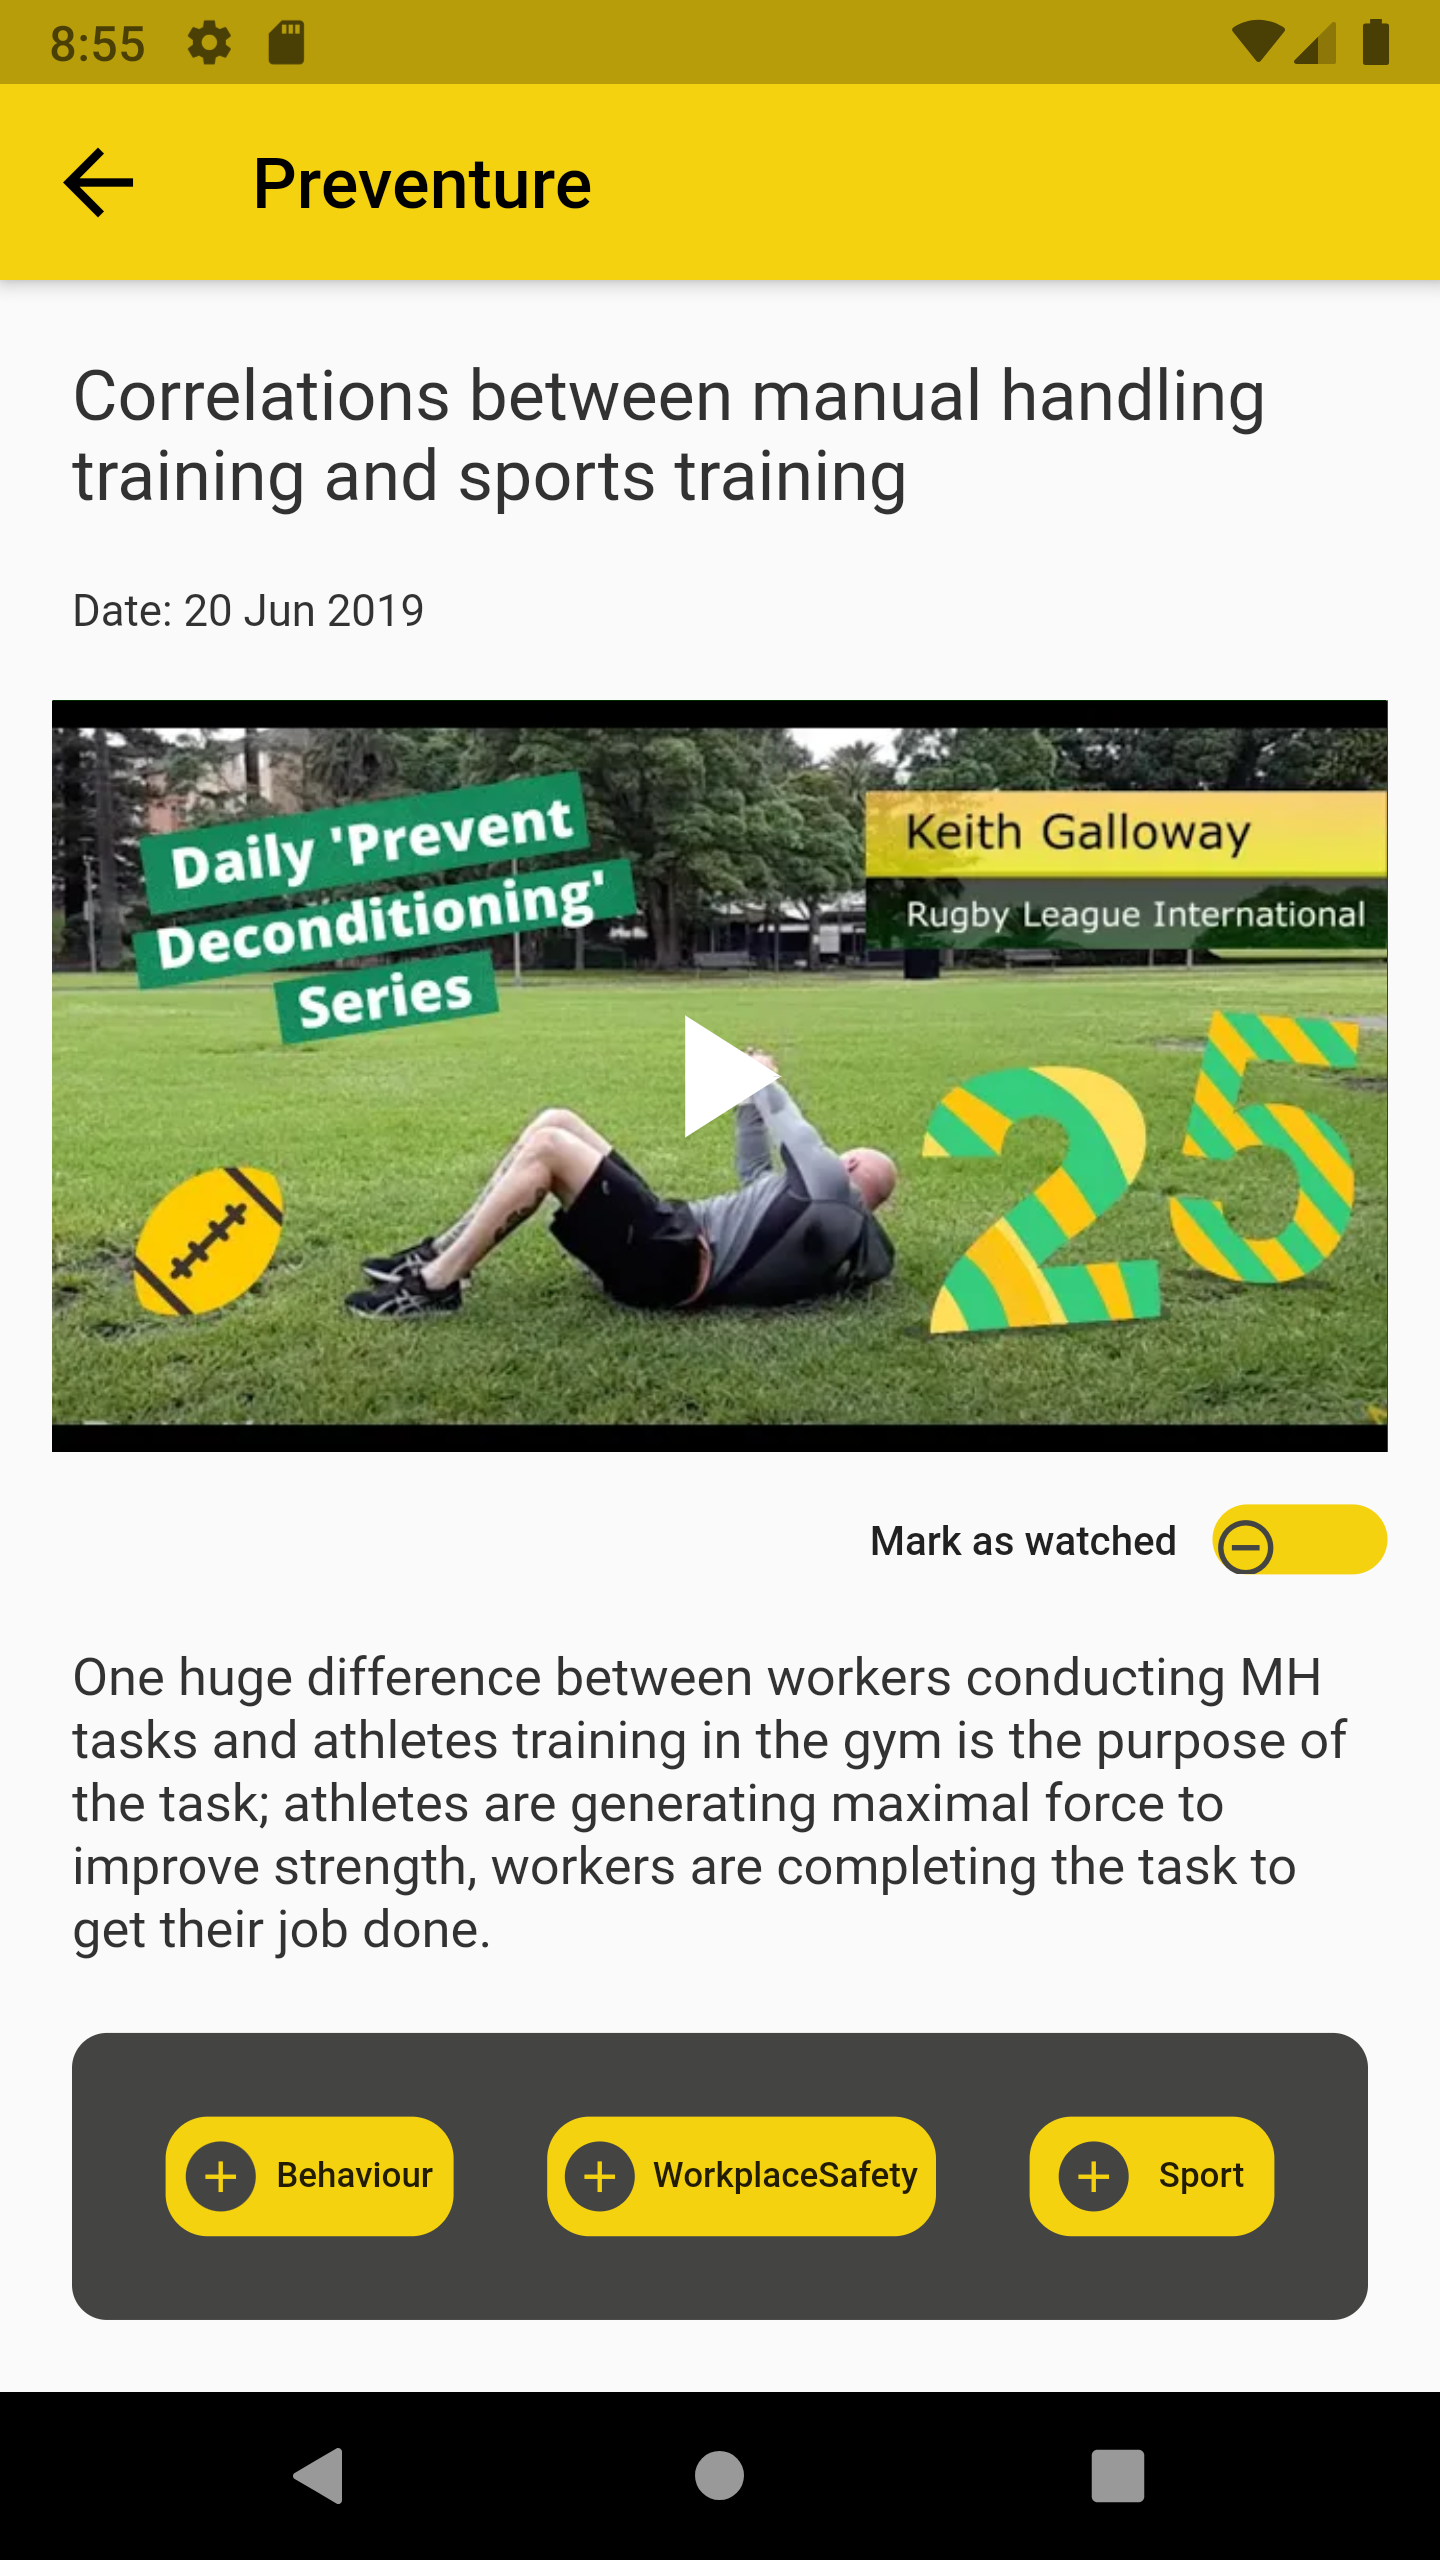 8:55
Preventure
Correlations between manual handling
training and sports training
Date: 20 Jun 2019
Daily 'Prevent
Deconditioning'
Series
Keith Galloway
Rugby League International
25
Mark as watched
One huge difference between workers conducting MH
tasks and athletes training in the gym is the purpose of
the task; athletes are generating maximal force to
improve strength, workers are completing the task to
get their job done.
Behaviour
WorkplaceSafety
Sport